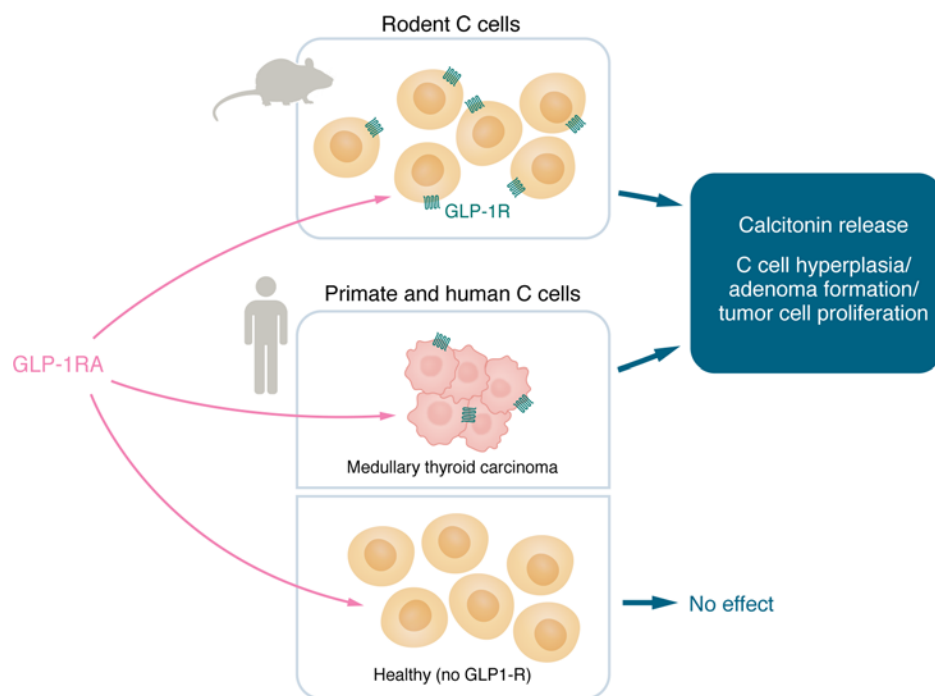 Rodent C cells
GLP-1R
Calcitonin release
C cell hyperplasia/
adenoma formation/
tumor cell proliferation
Primate and human C cells
GLP-1RA
Medullary thyroid carcinoma
No effect
Healthy (no GLP1-R)